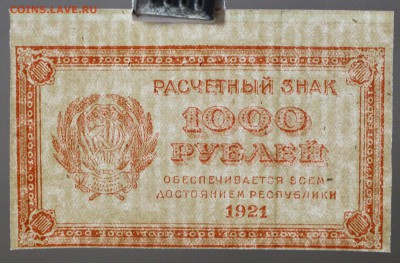 COINS.LAVE.RU
РАСЧЕТНЫЙ ЗНАК
1000
РУБЛЕЙ
ОБЕСПЕЧИВАЕТСЯ ВСЕМ
ДОСТОЯНИЕМ РЕСПУБЛИКИ
1921